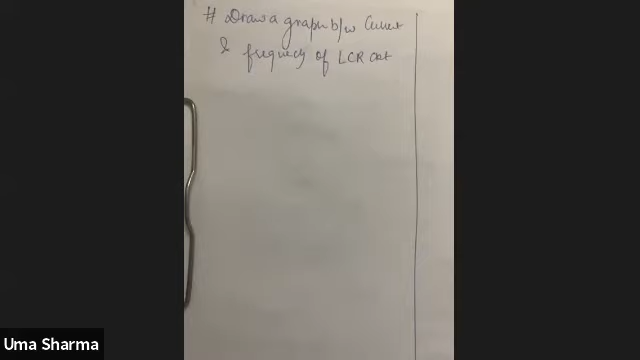 # Draw a graph b/w Current
& frequency of LCR ckt
Uma Sharma